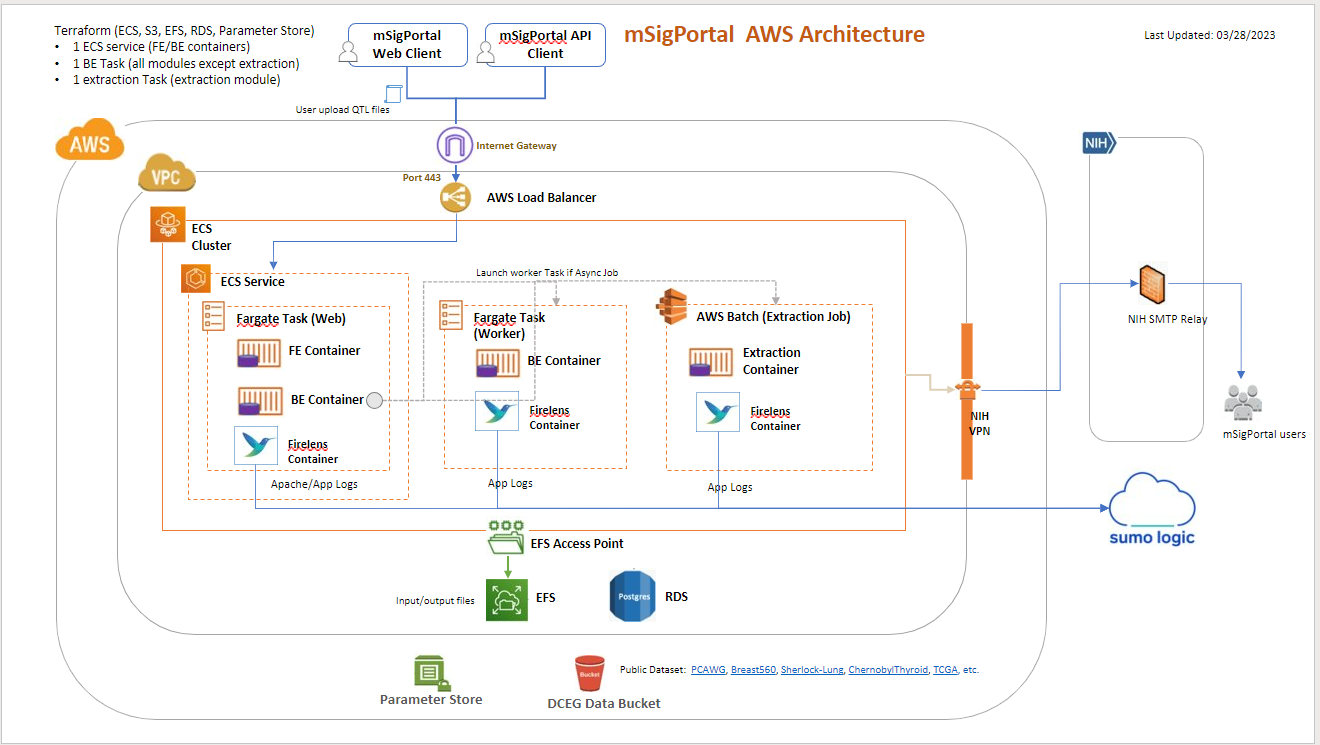 Terraform (ECS, S3, EFS, RDS, Parameter Store)
• 1 ECS service (FE/BE containers)
• 1 BE Task (all modules except extraction)
• 1 extraction Task (extraction module)
mSigPortal
Web Client
mSigPortal API
Client
mSigPortal AWS Architecture
Last Updated: 03/28/2023
User upload QTL files
AWS
Internet Gateway
NIH
VPC
Port 443
AWS Load Balancer
ECS
Cluster
ECS Service
Launch worker Task if Async Job
Fargate Task (Web)
FE Container
BE Container
Firelens
Container
Apache/App Logs
Fargate Task
(Worker)
BE Container
Firelens
Container
App Logs
AWS Batch (Extraction Job)
Extraction
Container
Firelens
Container
App Logs
NIH
VPN
NIH SMTP Relay
mSigPortal users
sumo logic
EFS Access Point
Input/output files
EFS
Postgres
RDS
Parameter Store
Bucket
DCEG Data Bucket
Public Dataset: PCAWG, Breast560, Sherlock-Lung, ChernobylThyroid, TCGA, etc.